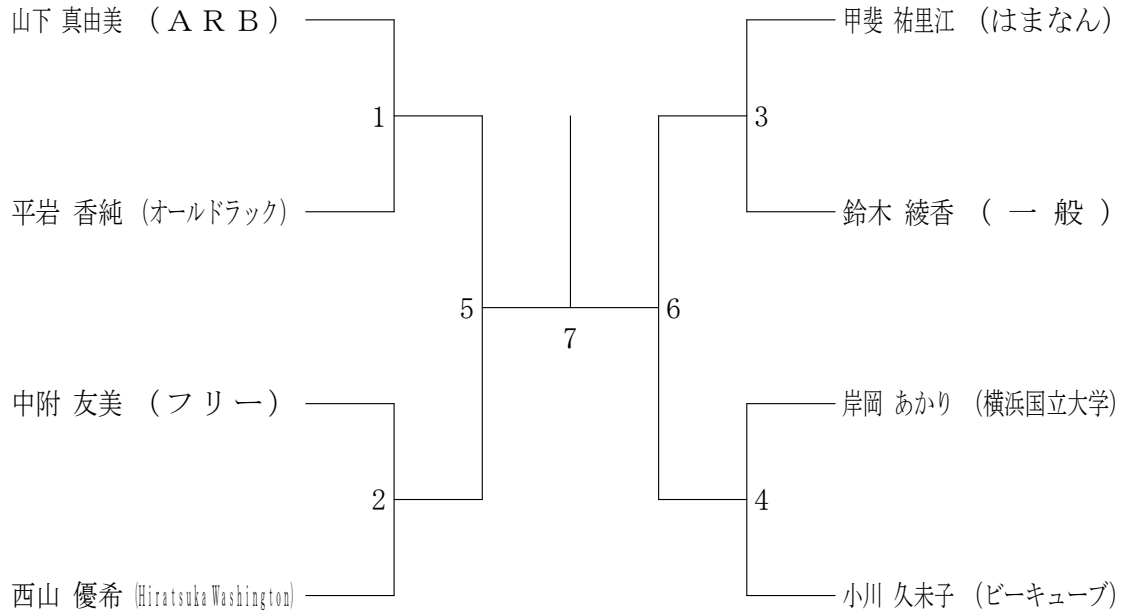 山下 真由美 (ＡＲＢ)
甲斐 祐里江 (はまなん)
1
3
平岩 香純 (オールドラック)
鈴木 綾香 (一般)
5
6
7
中附 友美 (フリー)
岸岡 あかり (横浜国立大学)
2
4
西山 優希 (Hiratsuka Washington)
小川 久未子 (ビーキューブ)